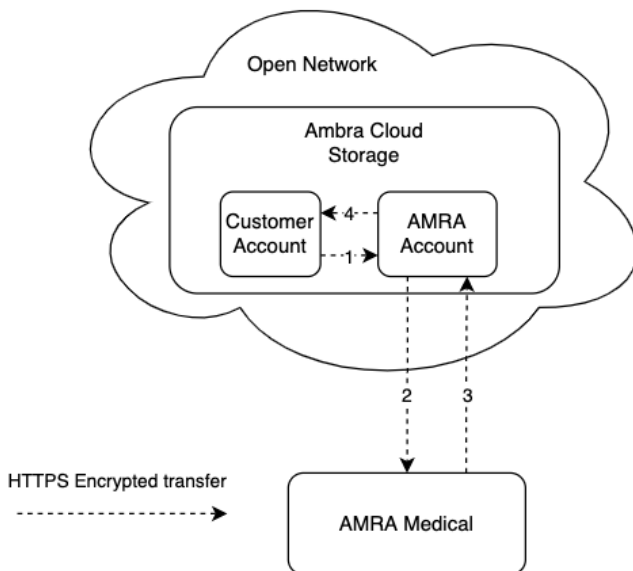 Open Network
Ambra Cloud
Storage
Customer
Account
4
1
AMRA
Account
2
3
HTTPS Encrypted transfer
AMRA Medical